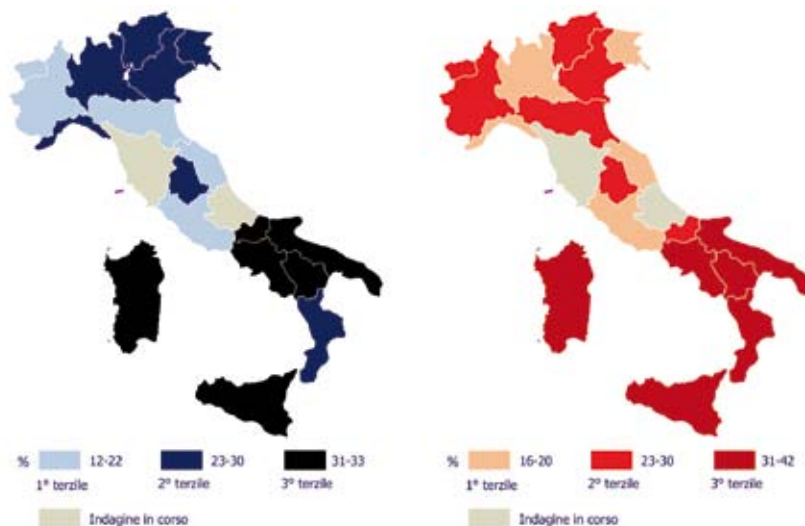 % 12-22 23-30 31-33
1° terzile 2° terzile 3° terzile
Indagine in corso
% 16-20 23-30 31-42
1° terzile 2° terzile 3° terzile
Indagine in corso